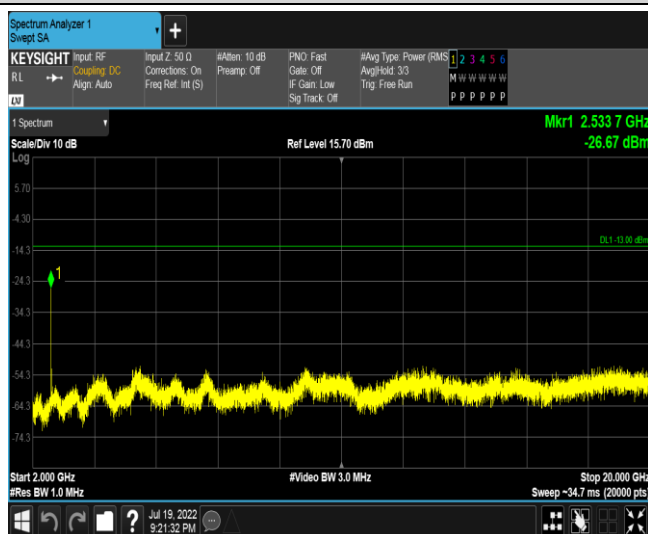 Spectrum Analyzer 1
Swept SA
KEYSIGHT
RL
LXI
Input: RF
Coupling: DC
Align: Auto
Input Z: 50 Ω
Corrections: On
Freq Ref: Int (S)
#Atten: 10 dB
Preamp: Off
PNO: Fast
Gate: Off
IF Gain: Low
Sig Track: Off
#Avg Type: Power (RMS
Avg|Hold: 3/3
Trig: Free Run
1 2 3 4 5 6
M W W W W W
P P P P P P
1 Spectrum
Mkr1 2.533 7 GHz
-26.67 dBm
Scale/Div 10 dB
Ref Level 15.70 dBm
Log
5.70
-4.30
DL1 -13.00 dBm
-14.3
1
-24.3
-34.3
-44.3
-54.3
-64.3
-74.3
Start 2.000 GHz
#Video BW 3.0 MHz
Stop 20.000 GHz
#Res BW 1.0 MHz
Sweep ~34.7 ms (20000 pts)
?
Jul 19, 2022
9:21:32 PM